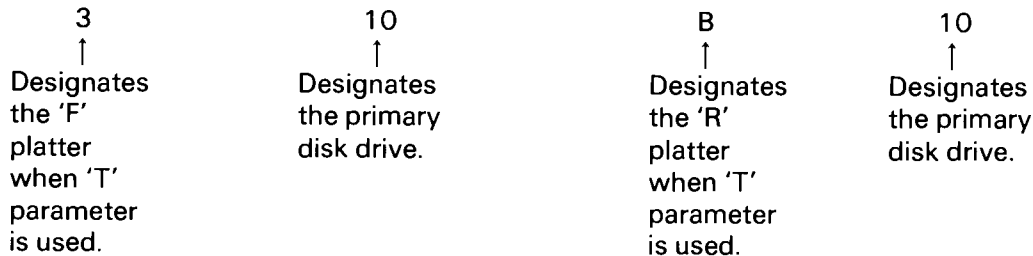 3
Designates
the 'F'
platter
when 'T'
parameter
is used.
10
Designates
the primary
disk drive.
B
Designates
the 'R'
platter
when 'T'
parameter
is used.
10
Designates
the primary
disk drive.